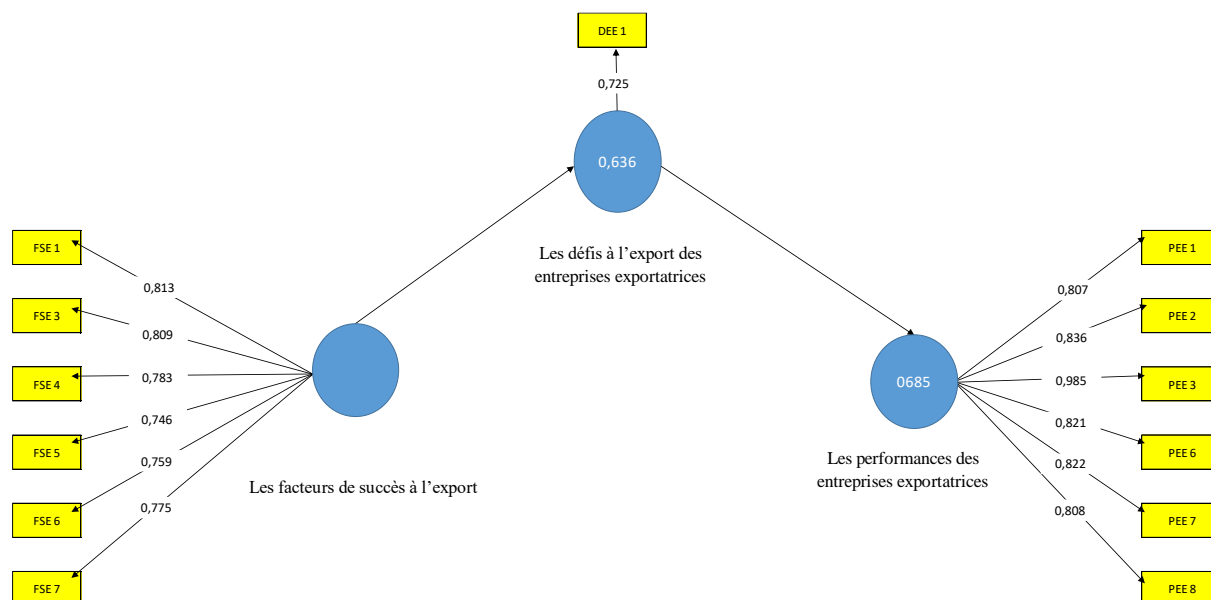 DEE 1
0,725
0,636
Les défis à l’export des
entreprises exportatrices
FSE 1
FSE 3
FSE 4
FSE 5
FSE 6
FSE 7
0,813
0,809
0,783
0,746
0,759
0,775
Les facteurs de succès à l’export
0685
Les performances des
entreprises exportatrices
0,807
0,836
0,985
0,821
0,822
0,808
PEE 1
PEE 2
PEE 3
PEE 6
PEE 7
PEE 8